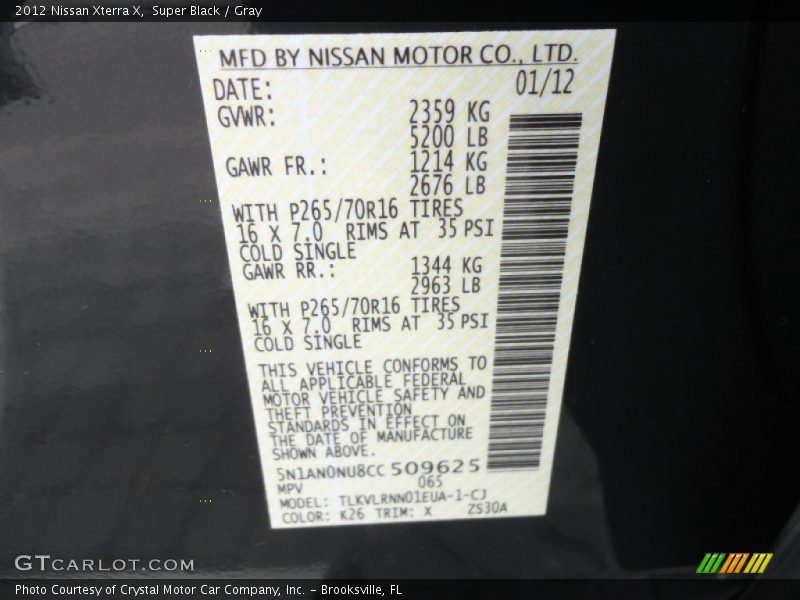 2012 Nissan Xterra X, Super Black / Gray
MFD BY NISSAN MOTOR CO., LTD.
DATE: 01/12
GVWR: 2359 KG
5200 LB
GAWR FR.: 1214 KG
2676 LB
WITH P265/70R16 TIRES
16 X 7.0 RIMS AT 35 PSI
COLD SINGLE
GAWR RR.: 1344 KG
2963 LB
WITH P265/70R16 TIRES
16 X 7.0 RIMS AT 35 PSI
COLD SINGLE
THIS VEHICLE CONFORMS TO
ALL APPLICABLE FEDERAL
MOTOR VEHICLE SAFETY AND
THEFT PREVENTION
STANDARDS IN EFFECT ON
THE DATE OF MANUFACTURE
SHOWN ABOVE.
5N1AN0NU8CC 509625
MPV 06S
MODEL: TLKVLRNN01EUA-1-CJ
COLOR: K26 TRIM: X ZS30A
GTCARLOT.COM
Photo Courtesy of Crystal Motor Car Company, Inc. – Brooksville, FL